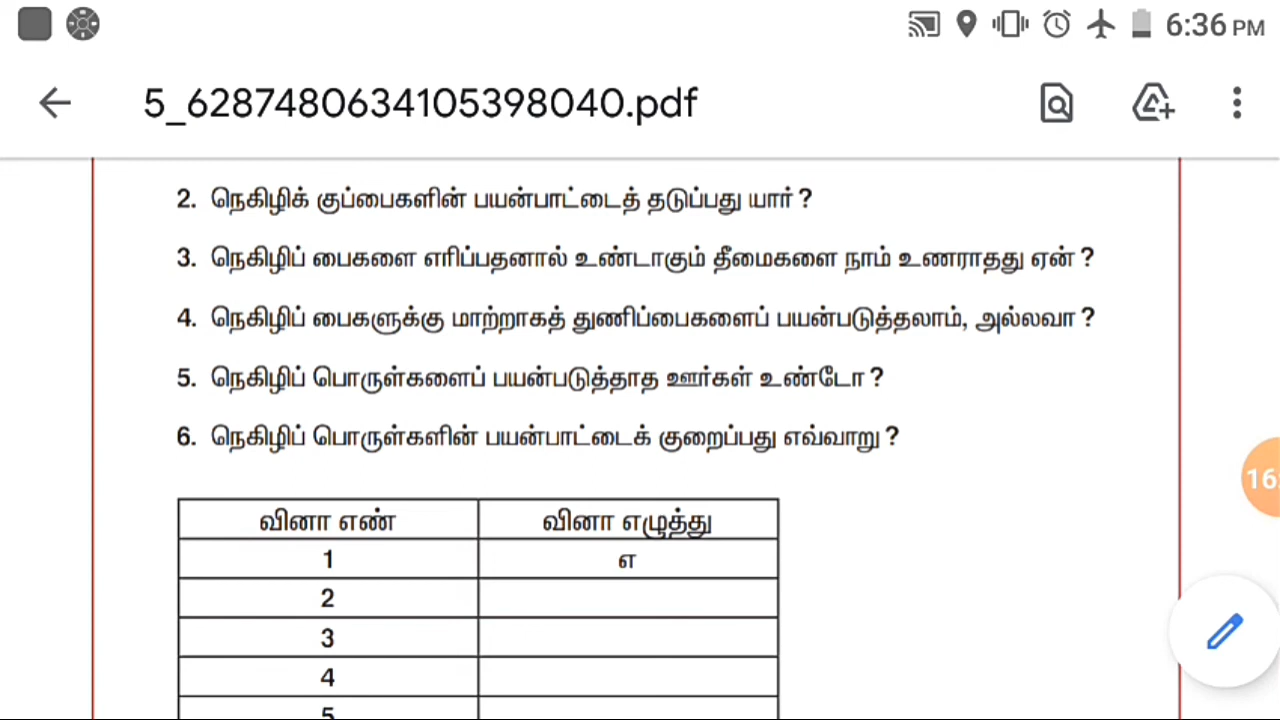 6:36 PM
5_6287480634105398040.pdf
2. நெகிழிக் குப்பைகளின் பயன்பாட்டைத் தடுப்பது யார் ?
3. நெகிழிப் பைகளை எரிப்பதனால் உண்டாகும் தீமைகளை நாம் உணராதது ஏன் ?
4. நெகிழிப் பைகளுக்கு மாற்றாகத் துணிப்பைகளைப் பயன்படுத்தலாம், அல்லவா ?
5. நெகிழிப் பொருள்களைப் பயன்படுத்தாத ஊர்கள் உண்டோ ?
6. நெகிழிப் பொருள்களின் பயன்பாட்டைக் குறைப்பது எவ்வாறு ?
வினா எண் வினா எழுத்து
1 எ
2
3
4
5